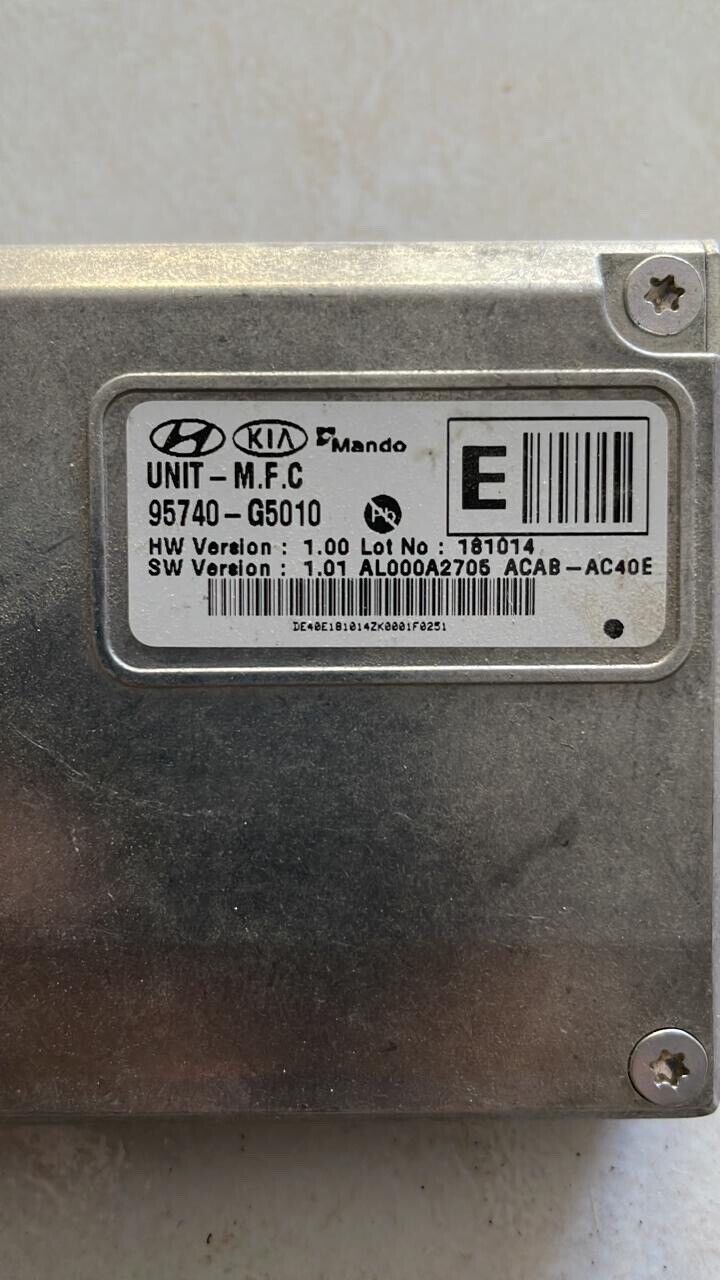 KIA Mando
UNIT-M.F.C
95740-G5010
Pb
E
HW Version : 1.00 Lot No : 181014
SW Version : 1.01 AL000A2705 ACAB-AC40E
DE40E181014ZK0001F0251